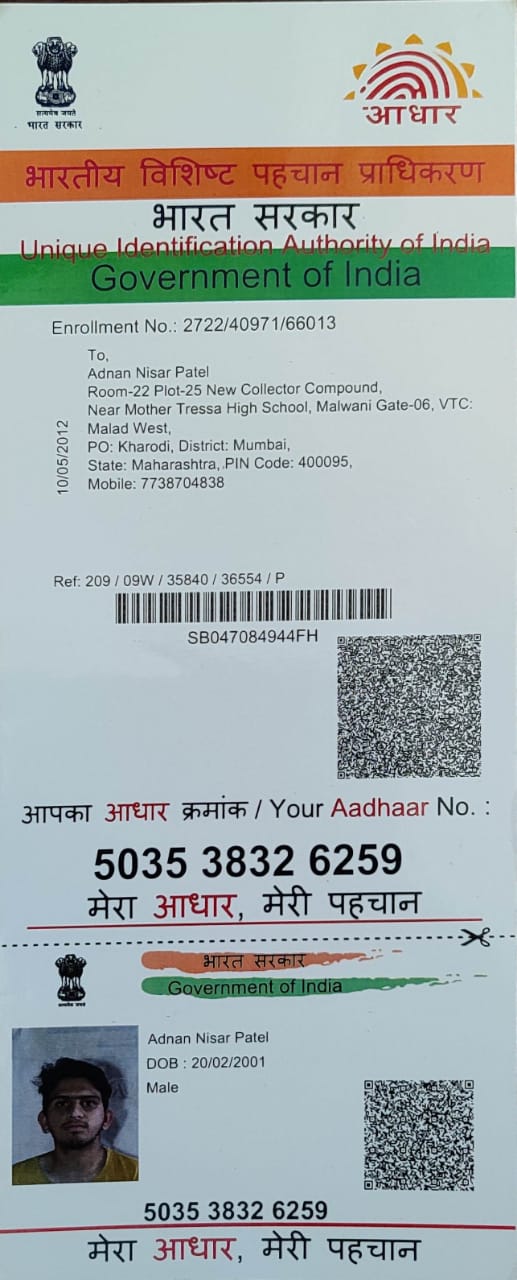 सत्यमेव जयते
भारत सरकार
आधार
भारतीय विशिष्ट पहचान प्राधिकरण
भारत सरकार
Unique Identification Authority of India
Government of India
Enrollment No.: 2722/40971/66013
To,
Adnan Nisar Patel
Room-22 Plot-25 New Collector Compound,
Near Mother Tressa High School, Malwani Gate-06, VTC:
Malad West,
PO: Kharodi, District: Mumbai,
State: Maharashtra, PIN Code: 400095,
Mobile: 7738704838
10/05/2012
Ref: 209 / 09W / 35840 / 36554 / P
SB047084944FH
आपका आधार क्रमांक / Your Aadhaar No. :
5035 3832 6259
मेरा आधार, मेरी पहचान
भारत सरकार
Government of India
Adnan Nisar Patel
DOB : 20/02/2001
Male
5035 3832 6259
मेरा आधार, मेरी पहचान